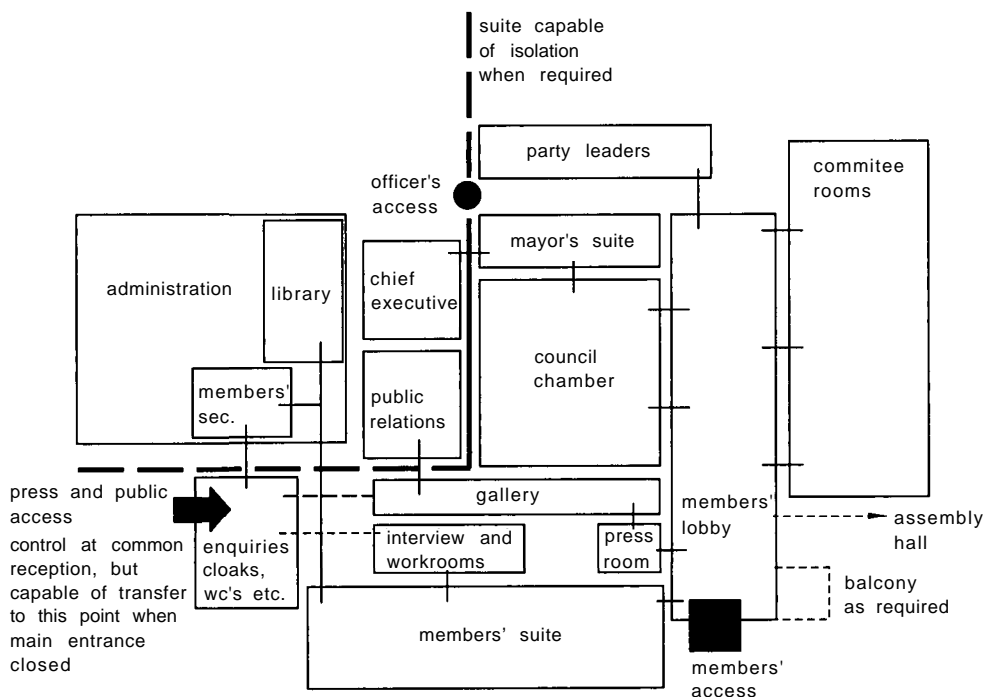 suite capable
of isolation
when required
party leaders
commitee
rooms
officer's
access
mayor's suite
administration
library
chief
executive
council
chamber
members'
sec.
public
relations
press and public
access
control at common
reception, but
capable of transfer
to this point when
main entrance
closed
enquiries
cloaks,
wc's etc.
gallery
interview and
workrooms
press
room
members'
lobby
assembly
hall
balcony
as required
members' suite
members'
access